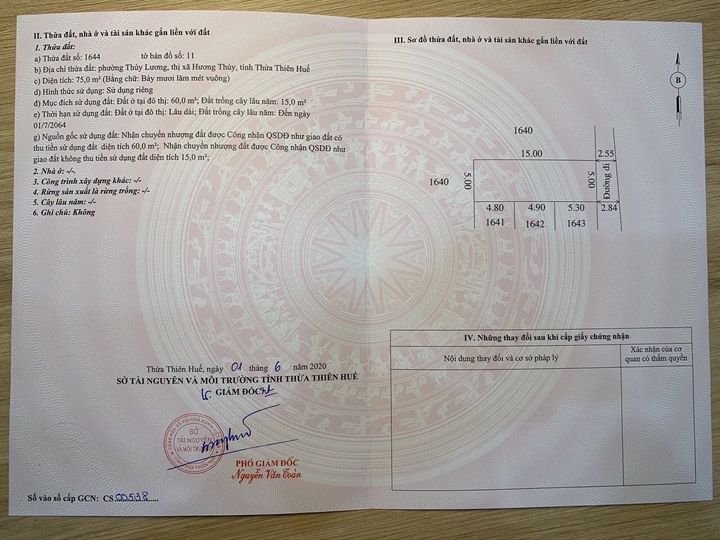 II. Thửa đất, nhà ở và tài sản khác gắn liền với đất
1. Thửa đất:
a) Thửa đất số: 1644 tờ bản đồ số: 11
b) Địa chỉ thửa đất: phường Thủy Lương, thị xã Hương Thủy, tỉnh Thừa Thiên Huế
c) Diện tích: 75,0 m² (Bằng chữ: Bảy mươi lăm mét vuông)
d) Hình thức sử dụng: Sử dụng riêng
đ) Mục đích sử dụng đất: Đất ở tại đô thị: 60,0 m²; Đất trồng cây lâu năm: 15,0 m²
e) Thời hạn sử dụng đất: Đất ở tại đô thị: Lâu dài; Đất trồng cây lâu năm: Đến ngày
01/7/2064
g) Nguồn gốc sử dụng đất: Nhận chuyển nhượng đất được Công nhận QSDĐ như giao đất có
thu tiền sử dụng đất diện tích 60,0 m²; Nhận chuyển nhượng đất được Công nhận QSDĐ như
giao đất không thu tiền sử dụng đất diện tích 15,0 m²;
2. Nhà ở: -/-.
3. Công trình xây dựng khác: -/-
4. Rừng sản xuất là rừng trồng: -/-
5. Cây lâu năm: -/-
6. Ghi chú: Không
Thừa Thiên Huế, ngày 01 tháng 6 năm 2020
SỞ TÀI NGUYÊN VÀ MÔI TRƯỜNG TỈNH THỪA THIÊN HUẾ
GIÁM ĐỐC
SỞ
TÀI NGUYÊN
VÀ MÔI TRƯỜNG
PHÓ GIÁM ĐỐC
Nguyễn Văn Toàn
Số vào sổ cấp GCN: CS 00538
III. Sơ đồ thửa đất, nhà ở và tài sản khác gắn liền với đất
B
1640
15.00 2.55
1640 5.00 5.00 Đường đi
4.80 4.90 5.30 2.84
1641 1642 1643
IV. Những thay đổi sau khi cấp giấy chứng nhận
Nội dung thay đổi và cơ sở pháp lý
Xác nhận của cơ
quan có thẩm quyền